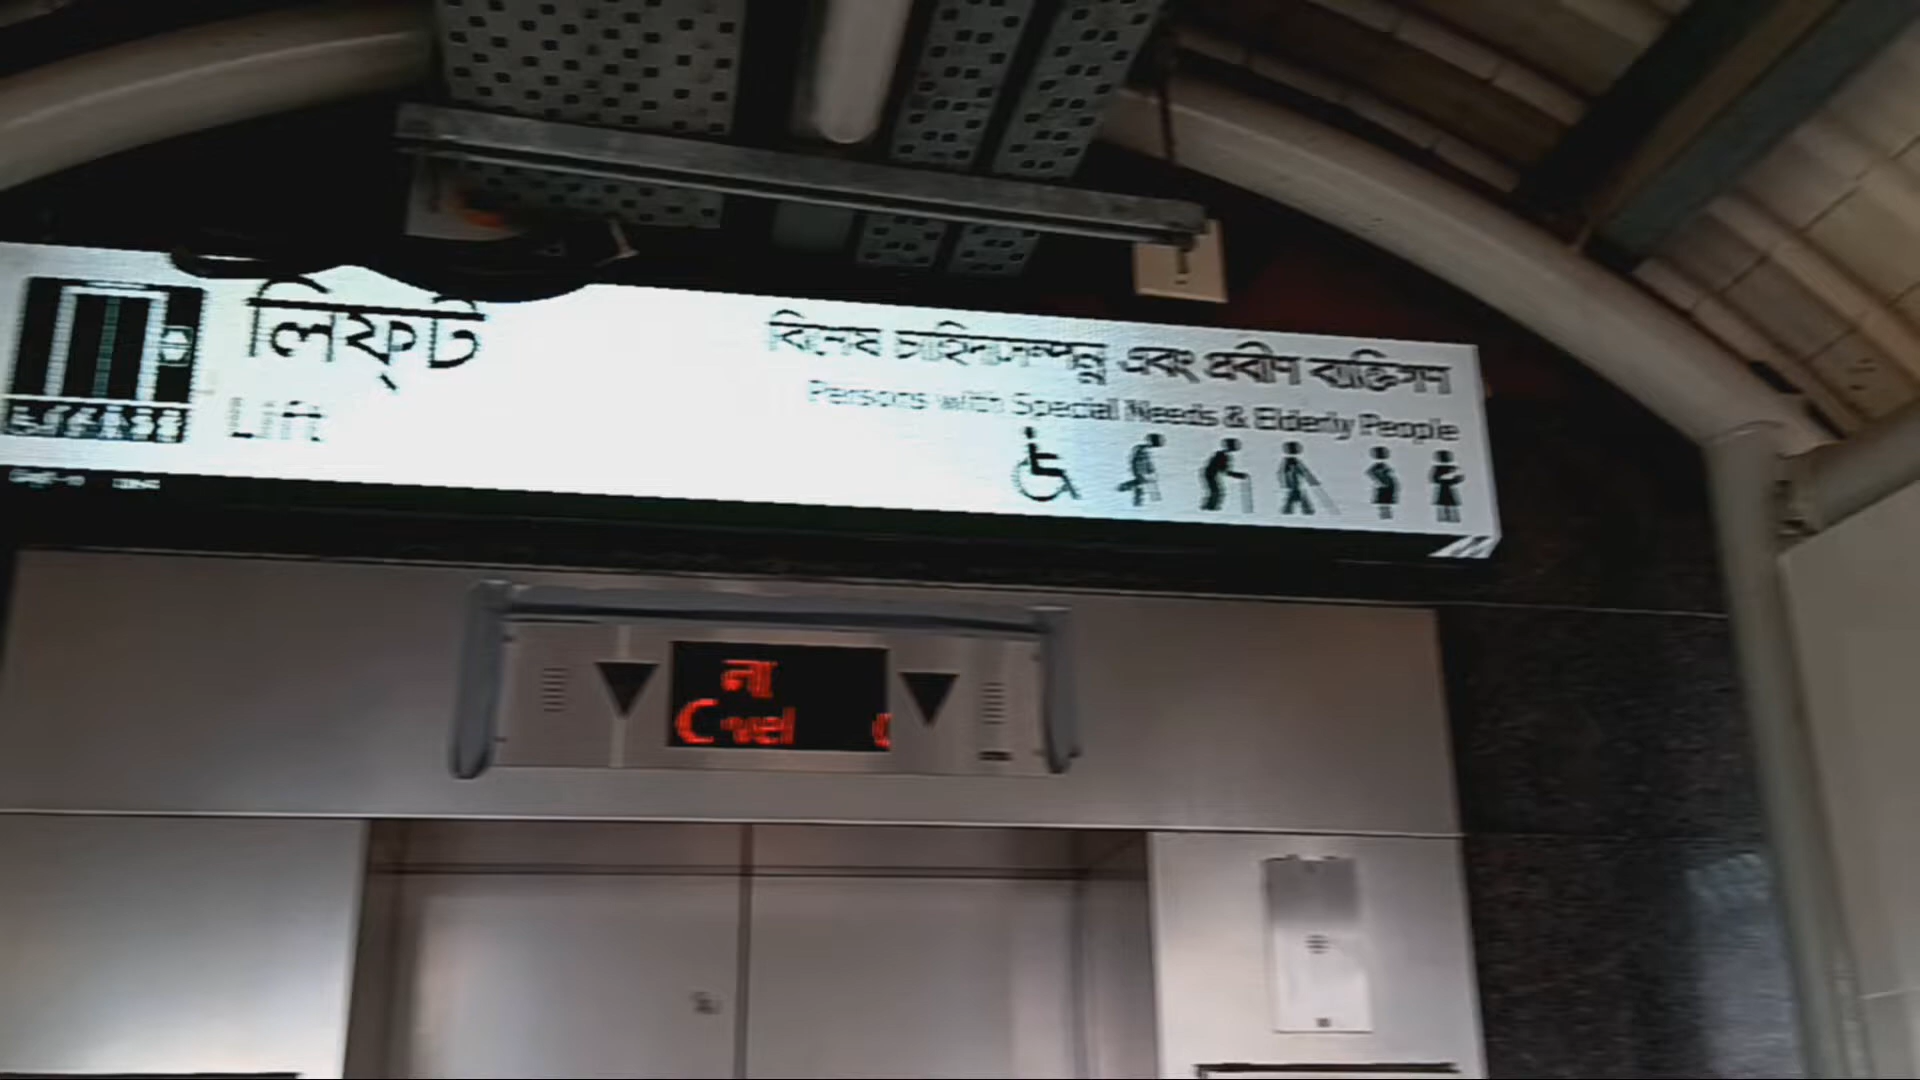 লিফ্‌ট
Lift
বিশেষ চাহিদাসম্পন্ন এবং প্রবীণ ব্যক্তিগণ
Persons with Special Needs & Elderly People
না